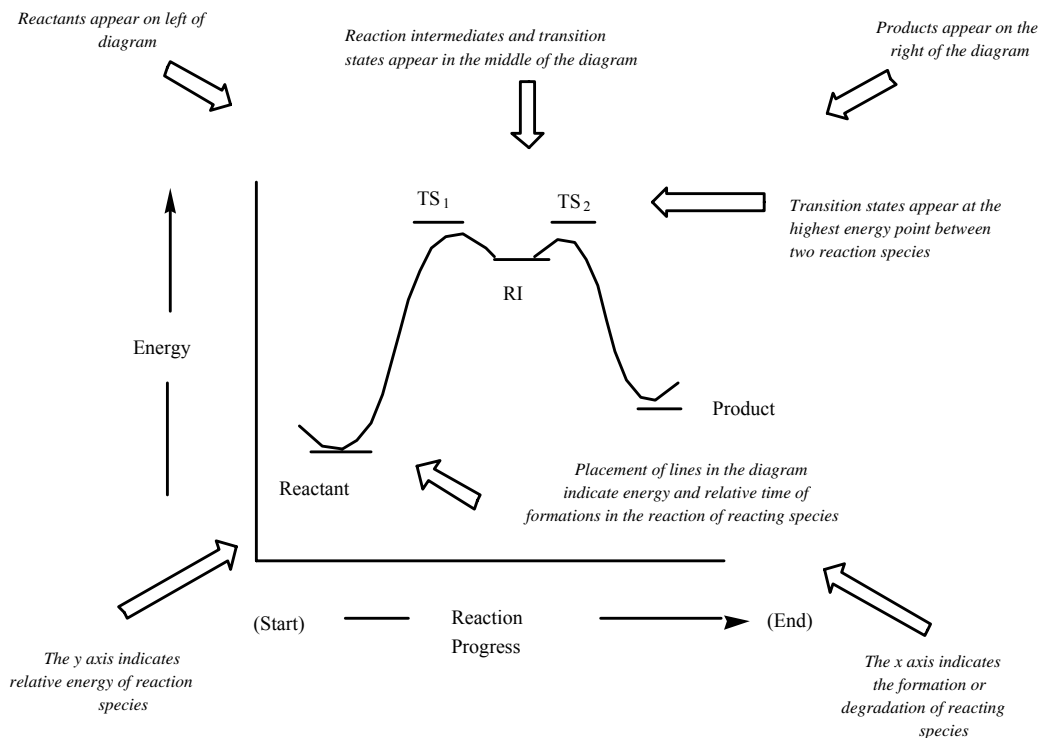 Reactants appear on left of
diagram
Reaction intermediates and transition
states appear in the middle of the diagram
Products appear on the
right of the diagram
TS1
TS2
Transition states appear at the
highest energy point between
two reaction species
RI
Energy
Product
Reactant
Placement of lines in the diagram
indicate energy and relative time of
formations in the reaction of reacting species
(Start)
Reaction
Progress
(End)
The y axis indicates
relative energy of reaction
species
The x axis indicates
the formation or
degradation of reacting
species